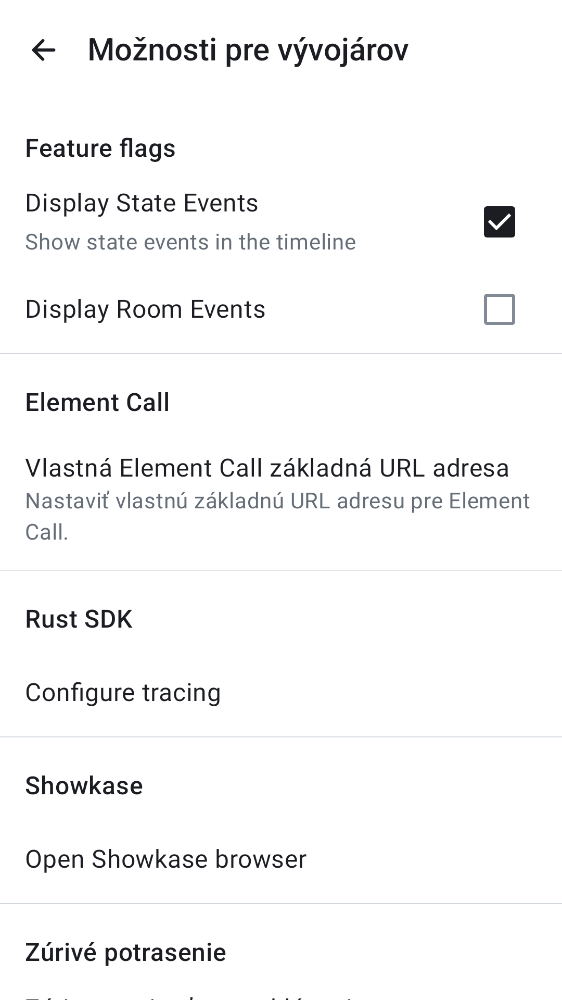 Možnosti pre vývojárov
Feature flags
Display State Events
Show state events in the timeline
Display Room Events
Element Call
Vlastná Element Call základná URL adresa
Nastaviť vlastnú základnú URL adresu pre Element
Call.
Rust SDK
Configure tracing
Showkase
Open Showkase browser
Zúrivé potrasenie